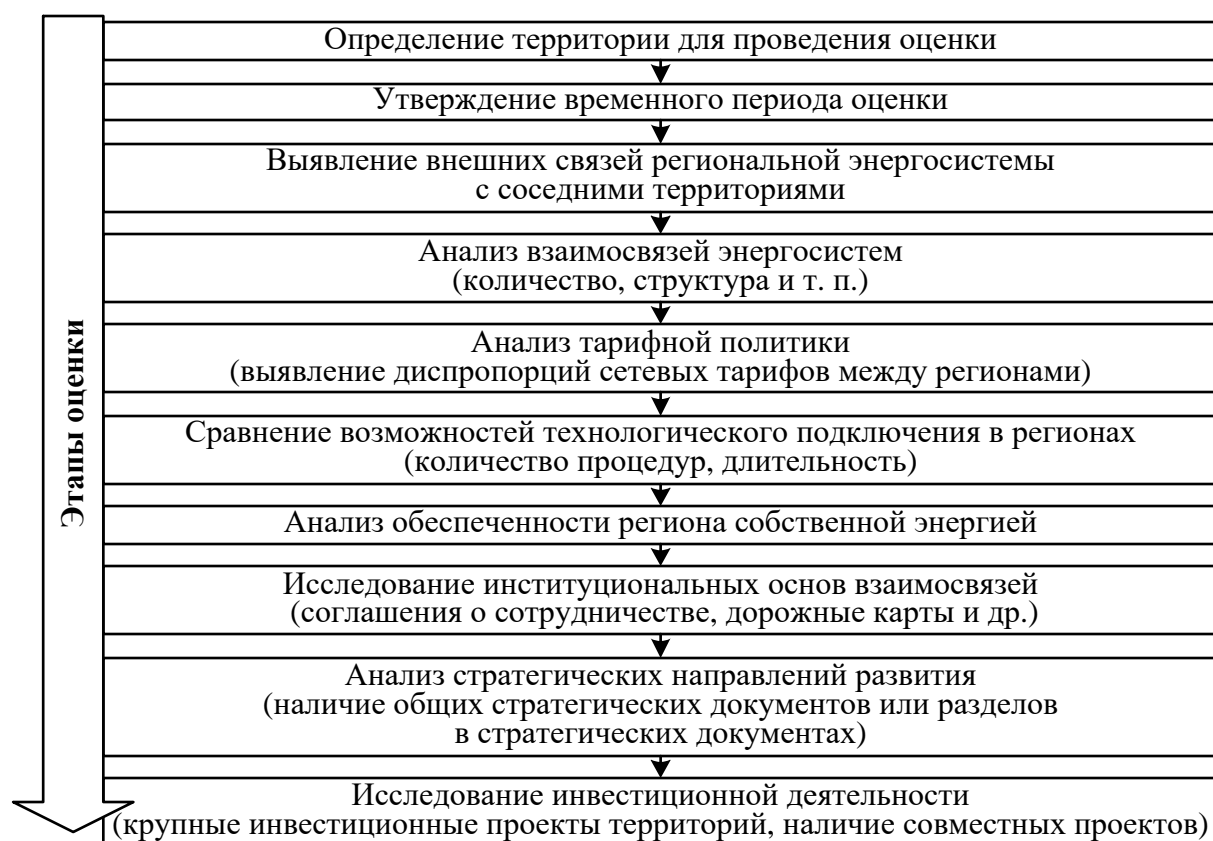 Этапы оценки
Определение территории для проведения оценки
Утверждение временного периода оценки
Выявление внешних связей региональной энергосистемы
с соседними территориями
Анализ взаимосвязей энергосистем
(количество, структура и т. п.)
Анализ тарифной политики
(выявление диспропорций сетевых тарифов между регионами)
Сравнение возможностей технологического подключения в регионах
(количество процедур, длительность)
Анализ обеспеченности региона собственной энергией
Исследование институциональных основ взаимосвязей
(соглашения о сотрудничестве, дорожные карты и др.)
Анализ стратегических направлений развития
(наличие общих стратегических документов или разделов
в стратегических документах)
Исследование инвестиционной деятельности
(крупные инвестиционные проекты территорий, наличие совместных проектов)